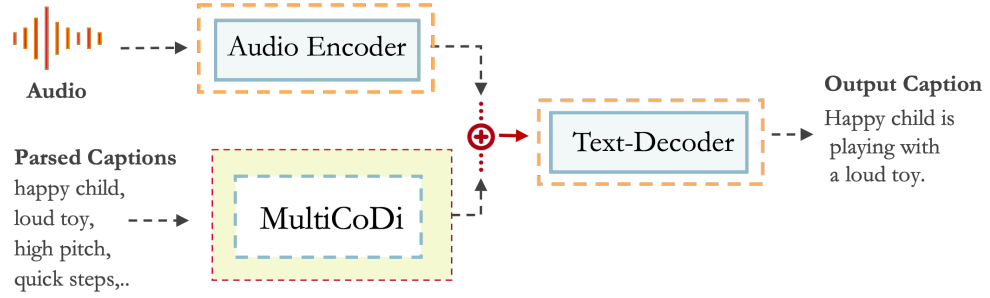 Audio
Audio Encoder
Parsed Captions
happy child,
loud toy,
high pitch,
quick steps,..
MultiCoDi
Text-Decoder
Output Caption
Happy child is
playing with
a loud toy.